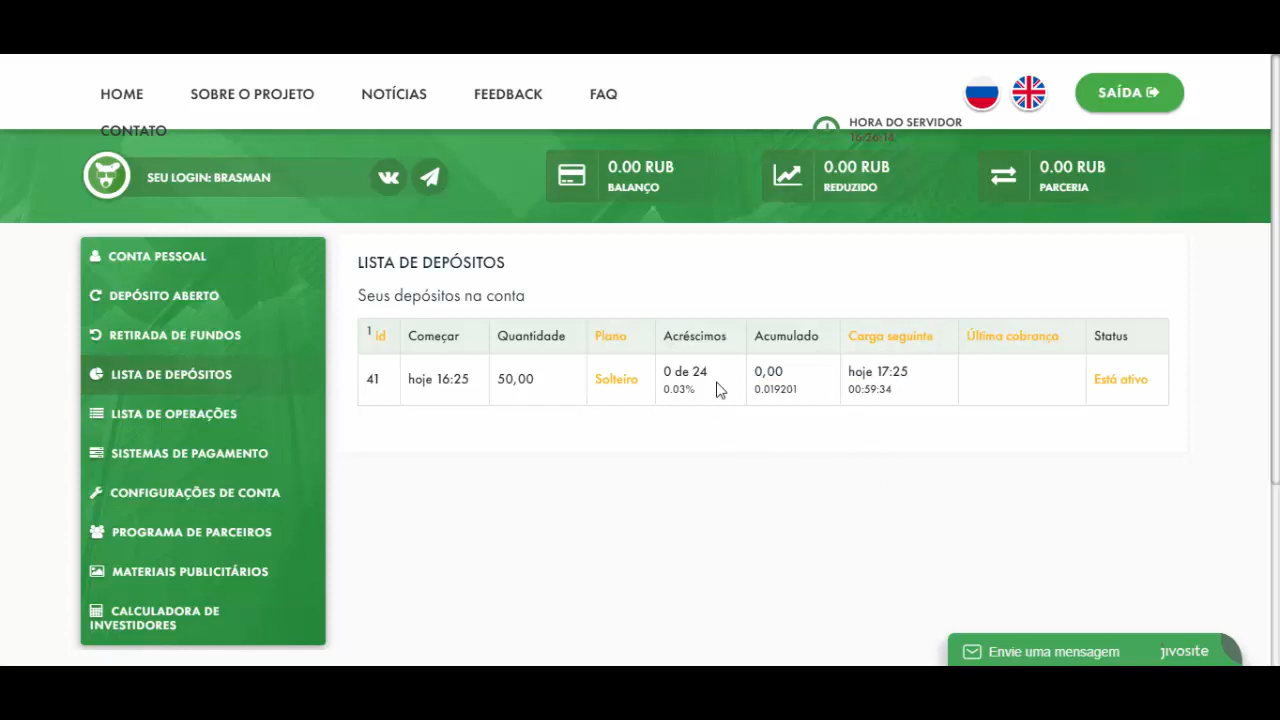 HOME SOBRE O PROJETO NOTÍCIAS FEEDBACK FAQ
CONTATO
SAÍDA
HORA DO SERVIDOR
16:26:14
SEU LOGIN: BRASMAN
0.00 RUB
BALANÇO
0.00 RUB
REDUZIDO
0.00 RUB
PARCERIA
CONTA PESSOAL
DEPÓSITO ABERTO
RETIRADA DE FUNDOS
LISTA DE DEPÓSITOS
LISTA DE OPERAÇÕES
SISTEMAS DE PAGAMENTO
CONFIGURAÇÕES DE CONTA
PROGRAMA DE PARCEIROS
MATERIAIS PUBLICITÁRIOS
CALCULADORA DE
INVESTIDORES
LISTA DE DEPÓSITOS
Seus depósitos na conta
1 id Começar Quantidade Plano Acréscimos Acumulado Carga seguinte Última cobrança Status
41 hoje 16:25 50,00 Solteiro 0 de 24 0,00 hoje 17:25 Está ativo
0.03% 0.019201 00:59:34
Envie uma mensagem jivosite